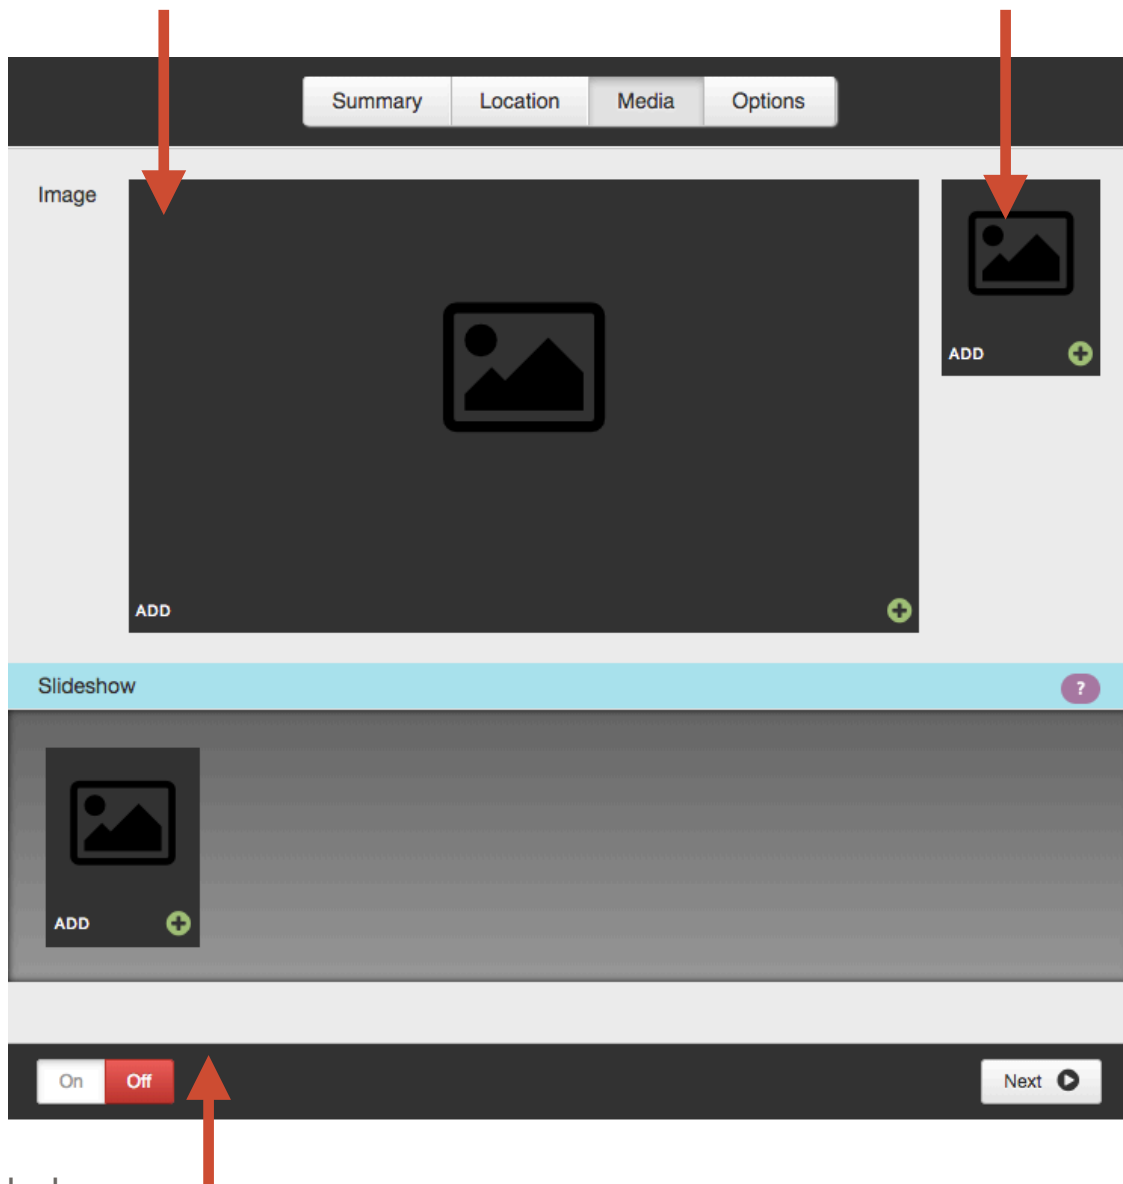 Summary Location Media Options
Image
ADD
ADD
Slideshow ?
ADD
On Off Next